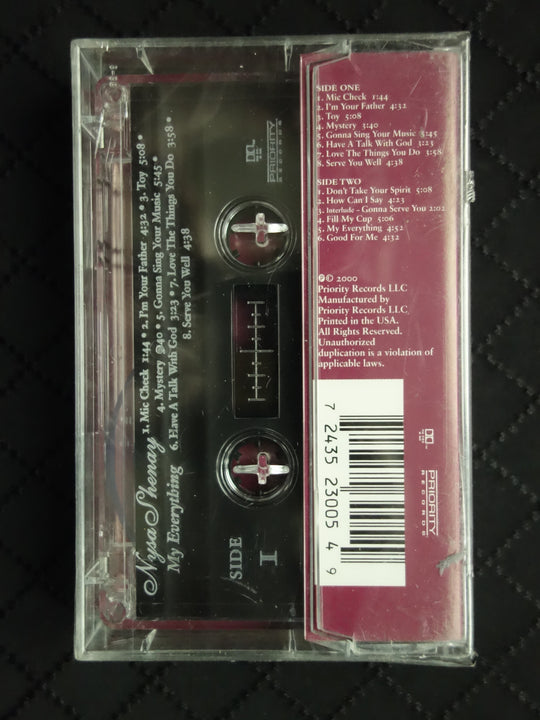 SIDE ONE
1. Mic Check 1:44
2. I'm Your Father 4:32
3. Toy 5:08
4. Mystery 5:40
5. Gonna Sing Your Music 5:45
6. Have A Talk With God 3:23
7. Love The Things You Do 3:58
8. Serve You Well 4:38
SIDE TWO
1. Don't Take Your Spirit 5:08
2. How Can I Say 4:23
3. Interlude - Gonna Serve You 2:02
4. Fill My Cup 5:06
5. My Everything 4:52
6. Good For Me 4:32
℗© 2000
Priority Records LLC
Manufactured by
Priority Records LLC
Printed in the USA.
All Rights Reserved.
Unauthorized
duplication is a violation of
applicable laws.
7 2435 23005 4 9
PRIORITY
RECORDS
Nysa Shenay
My Everything
1. Mic Check 1:44 • 2. I'm Your Father 4:32 • 3. Toy 5:08 •
4. Mystery 5:40 • 5. Gonna Sing Your Music 5:45 •
6. Have A Talk With God 3:23 • 7. Love The Things You Do 3:58 •
8. Serve You Well 4:38
SIDE
1
PRIORITY
RECORDS